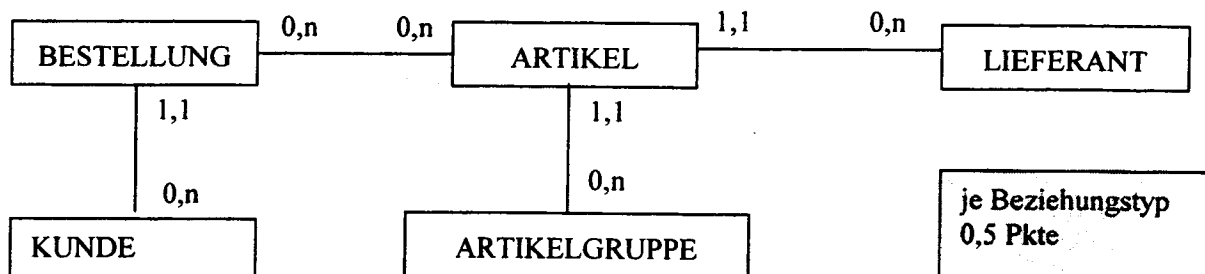 0,n 0,n 1,1 0,n
BESTELLUNG ARTIKEL LIEFERANT
1,1 1,1
0,n 0,n
KUNDE ARTIKELGRUPPE
je Beziehungstyp
0,5 Pkte